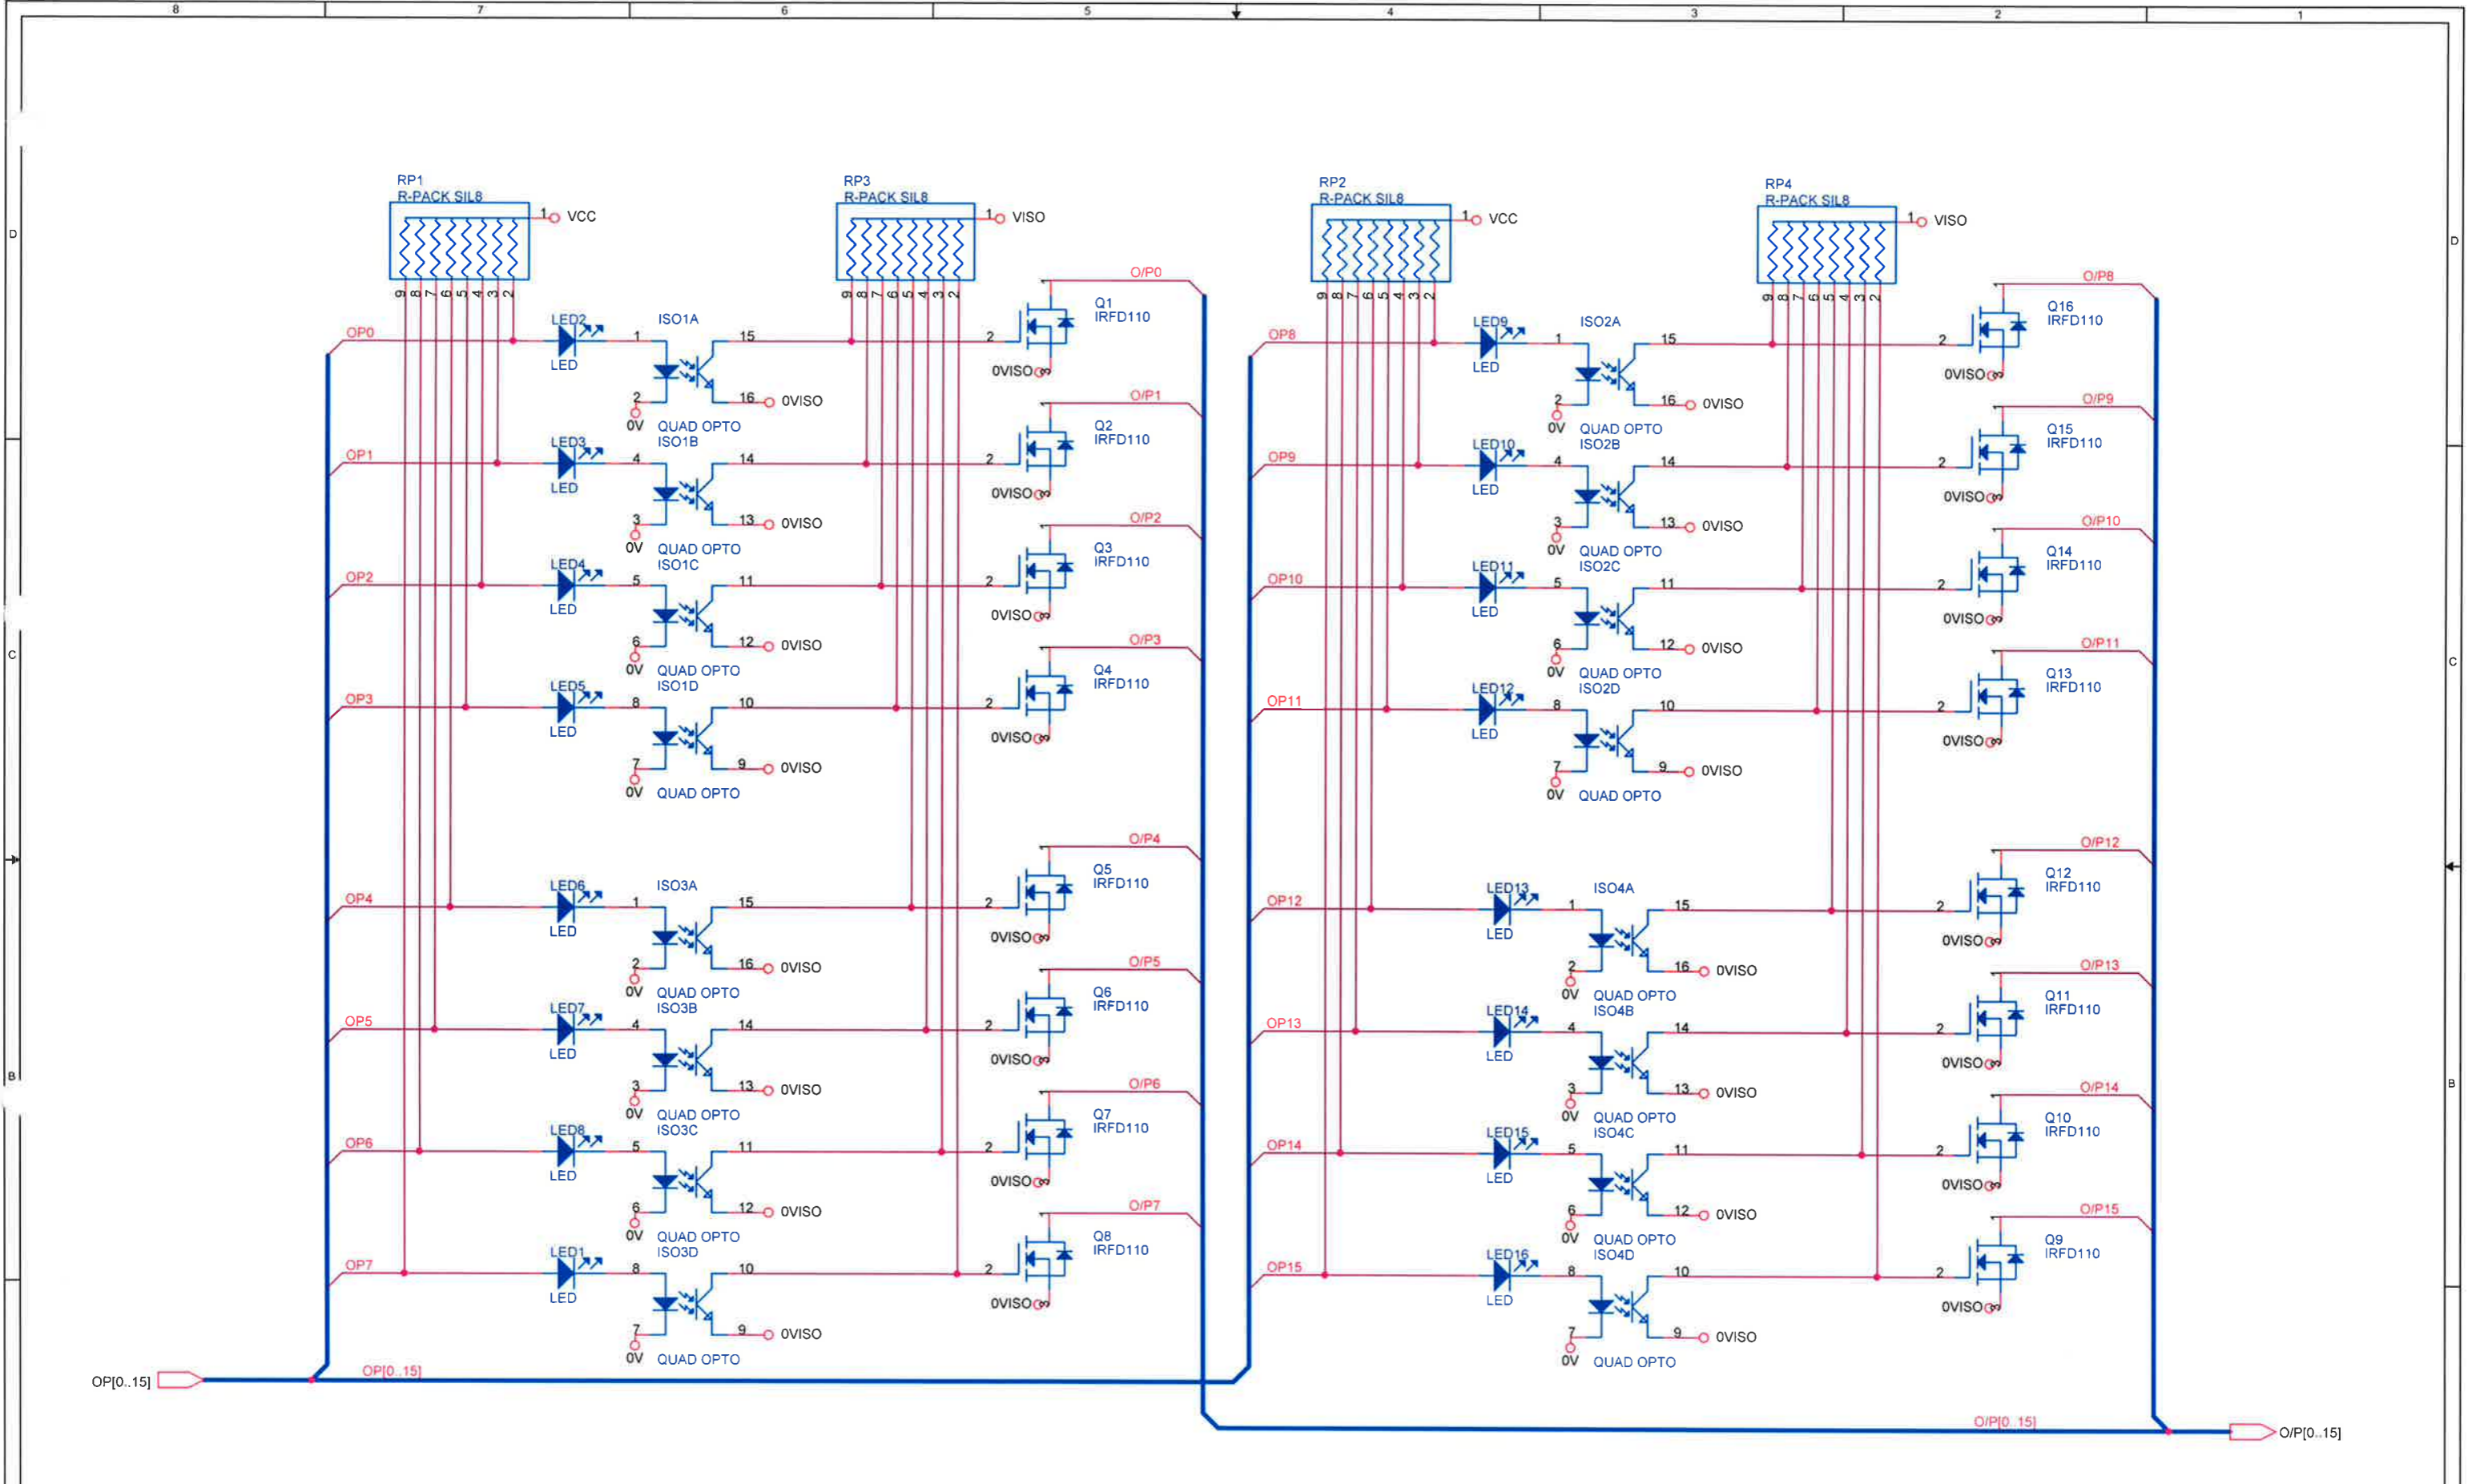 8 7 6 5 4 3 2 1
D
D
C
C
B
B
RP1
R-PACK SIL8
1 VCC
9 8 7 6 5 4 3 2
RP3
R-PACK SIL8
1 VISO
9 8 7 6 5 4 3 2
OP0
LED2
LED
ISO1A
1
2
0V
15
16 0VISO
QUAD OPTO
O/P0
Q1
IRFD110
2
0VISO 3
OP1
LED3
LED
ISO1B
4
3
0V
14
13 0VISO
QUAD OPTO
O/P1
Q2
IRFD110
2
0VISO 3
OP2
LED4
LED
ISO1C
5
6
0V
11
12 0VISO
QUAD OPTO
O/P2
Q3
IRFD110
2
0VISO 3
OP3
LED5
LED
ISO1D
8
7
0V
10
9 0VISO
QUAD OPTO
O/P3
Q4
IRFD110
2
0VISO 3
OP4
LED6
LED
ISO3A
1
2
0V
15
16 0VISO
QUAD OPTO
O/P4
Q5
IRFD110
2
0VISO 3
OP5
LED7
LED
ISO3B
4
3
0V
14
13 0VISO
QUAD OPTO
O/P5
Q6
IRFD110
2
0VISO 3
OP6
LED8
LED
ISO3C
5
6
0V
11
12 0VISO
QUAD OPTO
O/P6
Q7
IRFD110
2
0VISO 3
OP7
LED1
LED
ISO3D
8
7
0V
10
9 0VISO
QUAD OPTO
O/P7
Q8
IRFD110
2
0VISO 3
RP2
R-PACK SIL8
1 VCC
9 8 7 6 5 4 3 2
RP4
R-PACK SIL8
1 VISO
9 8 7 6 5 4 3 2
OP8
LED9
LED
ISO2A
1
2
0V
15
16 0VISO
QUAD OPTO
O/P8
Q16
IRFD110
2
0VISO 3
OP9
LED10
LED
ISO2B
4
3
0V
14
13 0VISO
QUAD OPTO
O/P9
Q15
IRFD110
2
0VISO 3
OP10
LED11
LED
ISO2C
5
6
0V
11
12 0VISO
QUAD OPTO
O/P10
Q14
IRFD110
2
0VISO 3
OP11
LED12
LED
ISO2D
8
7
0V
10
9 0VISO
QUAD OPTO
O/P11
Q13
IRFD110
2
0VISO 3
OP12
LED13
LED
ISO4A
1
2
0V
15
16 0VISO
QUAD OPTO
O/P12
Q12
IRFD110
2
0VISO 3
OP13
LED14
LED
ISO4B
4
3
0V
14
13 0VISO
QUAD OPTO
O/P13
Q11
IRFD110
2
0VISO 3
OP14
LED15
LED
ISO4C
5
6
0V
11
12 0VISO
QUAD OPTO
O/P14
Q10
IRFD110
2
0VISO 3
OP15
LED16
LED
ISO4D
8
7
0V
10
9 0VISO
QUAD OPTO
O/P15
Q9
IRFD110
2
0VISO 3
OP[0..15]
OP[0..15]
O/P[0..15]
O/P[0..15]